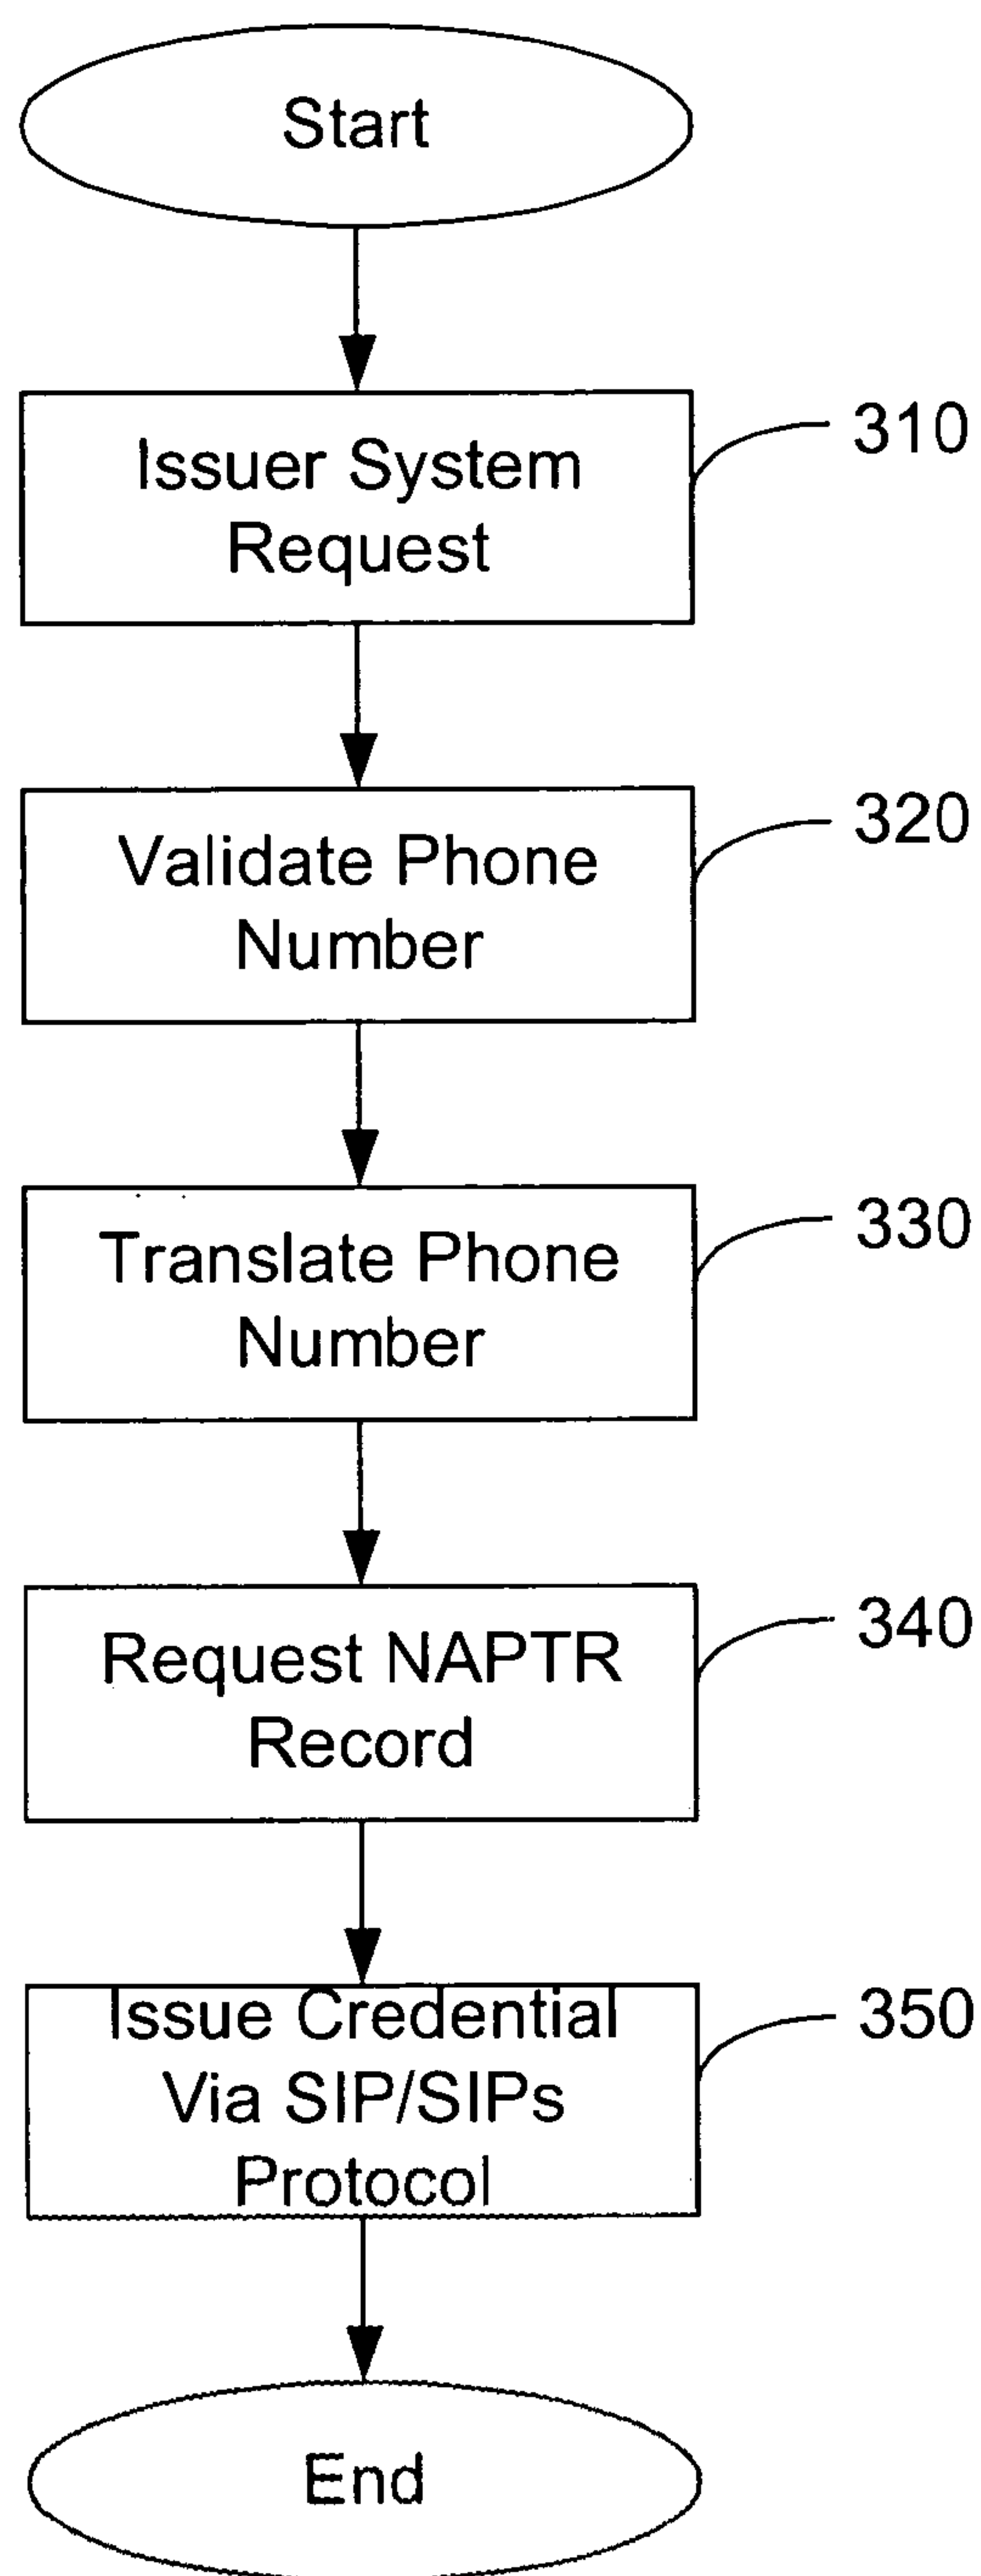 Start
310
Issuer System
Request
320
Validate Phone
Number
330
Translate Phone
Number
340
Request NAPTR
Record
350
Issue Credential
Via SIP/SIPs
Protocol
End